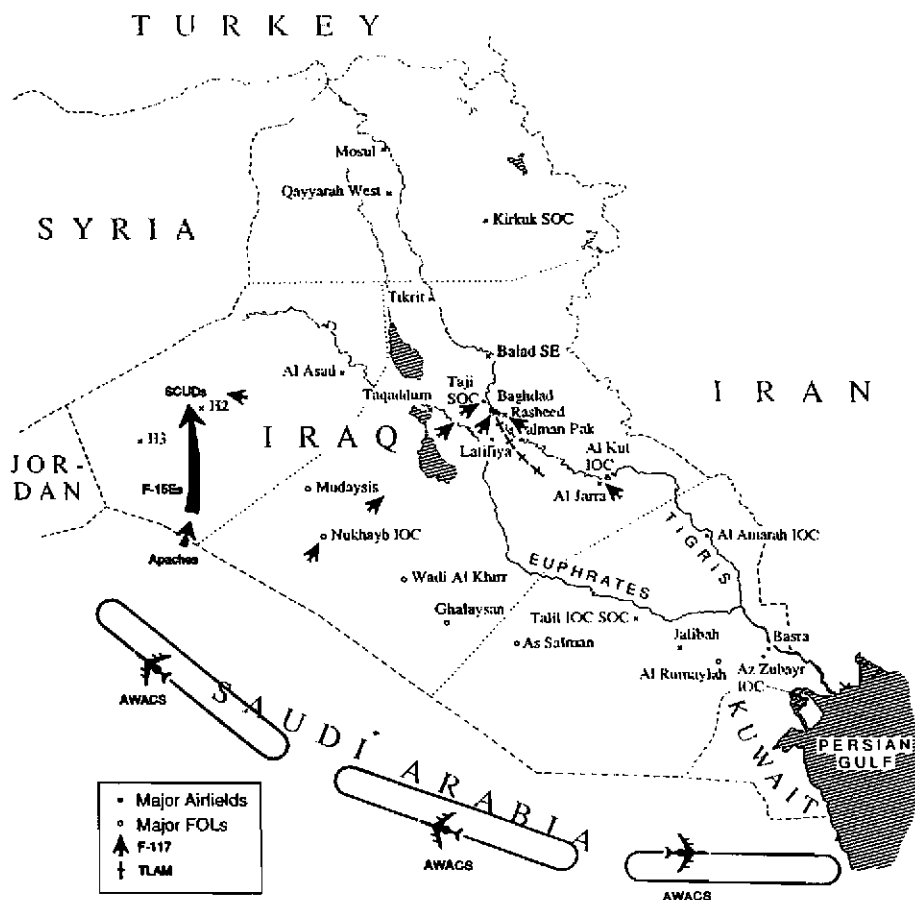 TURKEY
Mosul
Qayyarah West
SYRIA
Kirkuk SOC
Tikrit
Balad SE
Al Asad
IRAN
SCUDs
H2
Taqaddum
Taji
SOC
Baghdad
Rasheed
Salman Pak
H3
IRAQ
Latifiya
Al Kut
IOC
JOR-
DAN
F-15Es
Mudaysis
Al Jarra
Nukhayb IOC
TIGRIS
Al Amarah IOC
Apaches
Wadi Al Khirr
EUPHRATES
Ghalaysan
Talil IOC SOC
As Salman
Jalibah
Basra
Al Rumaylah
Az Zubayr
IOC
AWACS
SAUDI ARABIA
KUWAIT
PERSIAN
GULF
Major Airfields
Major FOLs
F-117
TLAM
AWACS
AWACS